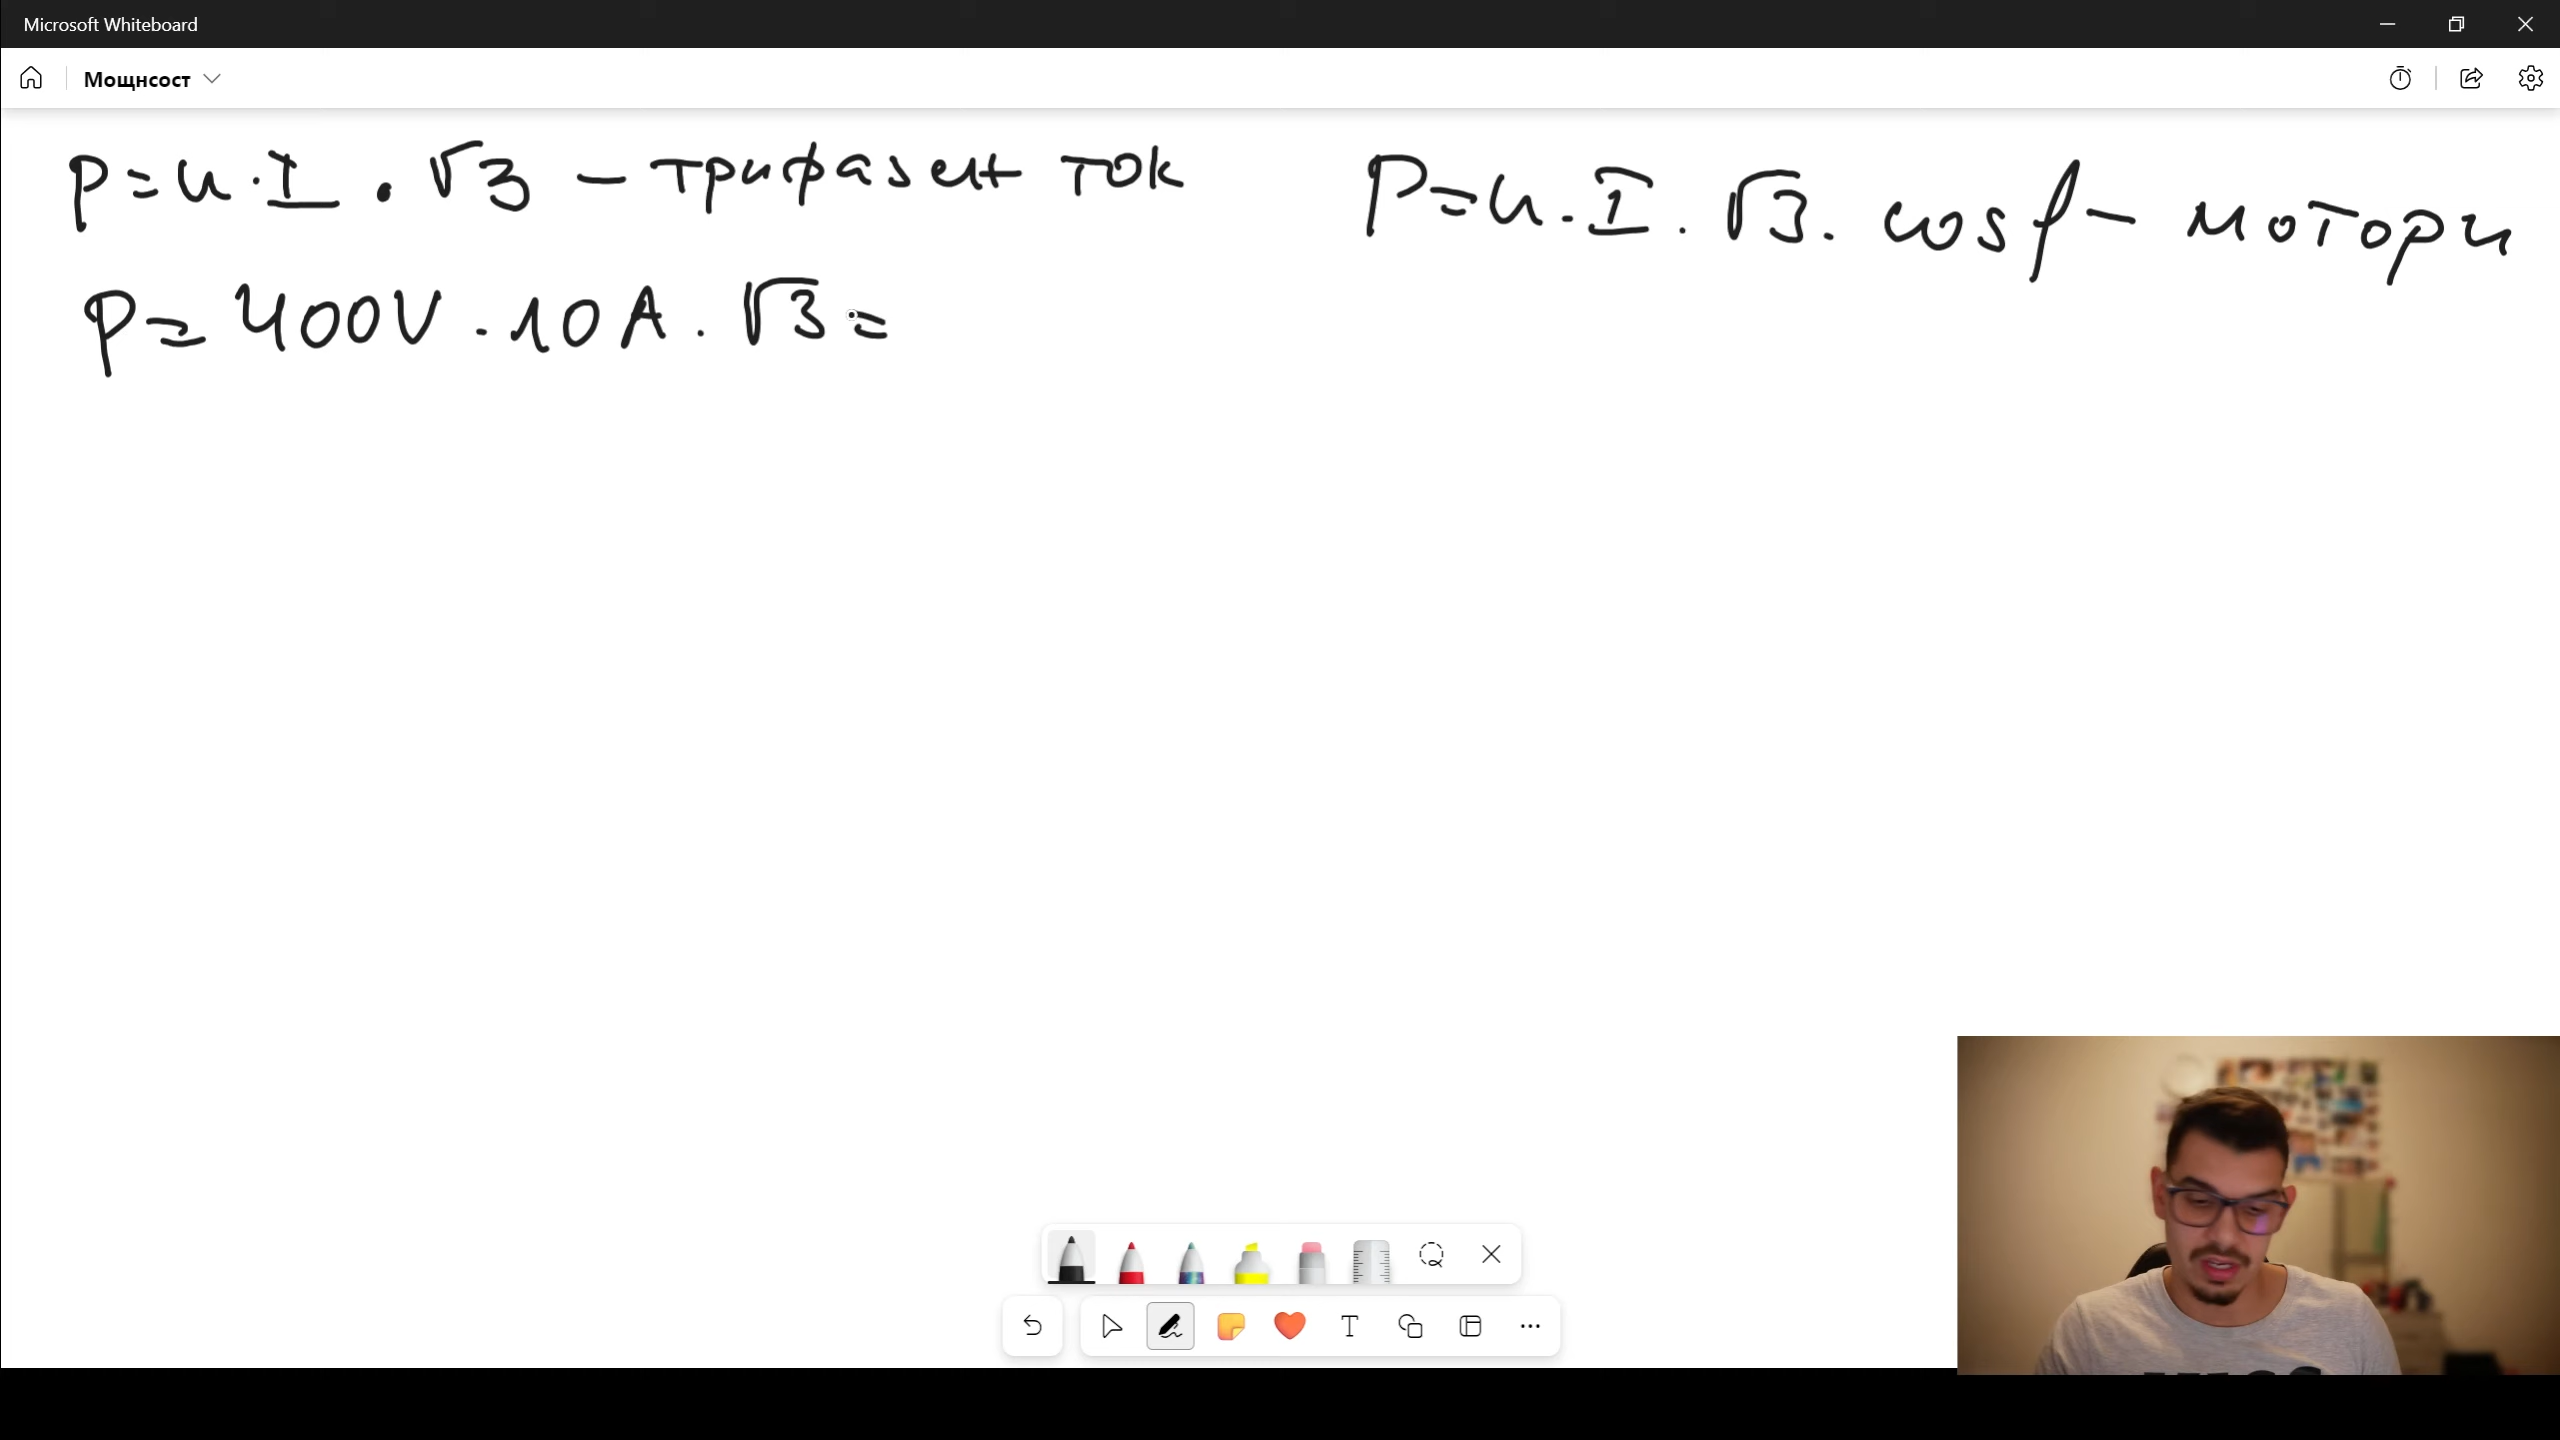 Microsoft Whiteboard
Мощнсост
P=U.I.√3 – трифазен ток
P=U.I.√3.cosφ – мотори
P=400V.10A.√3=